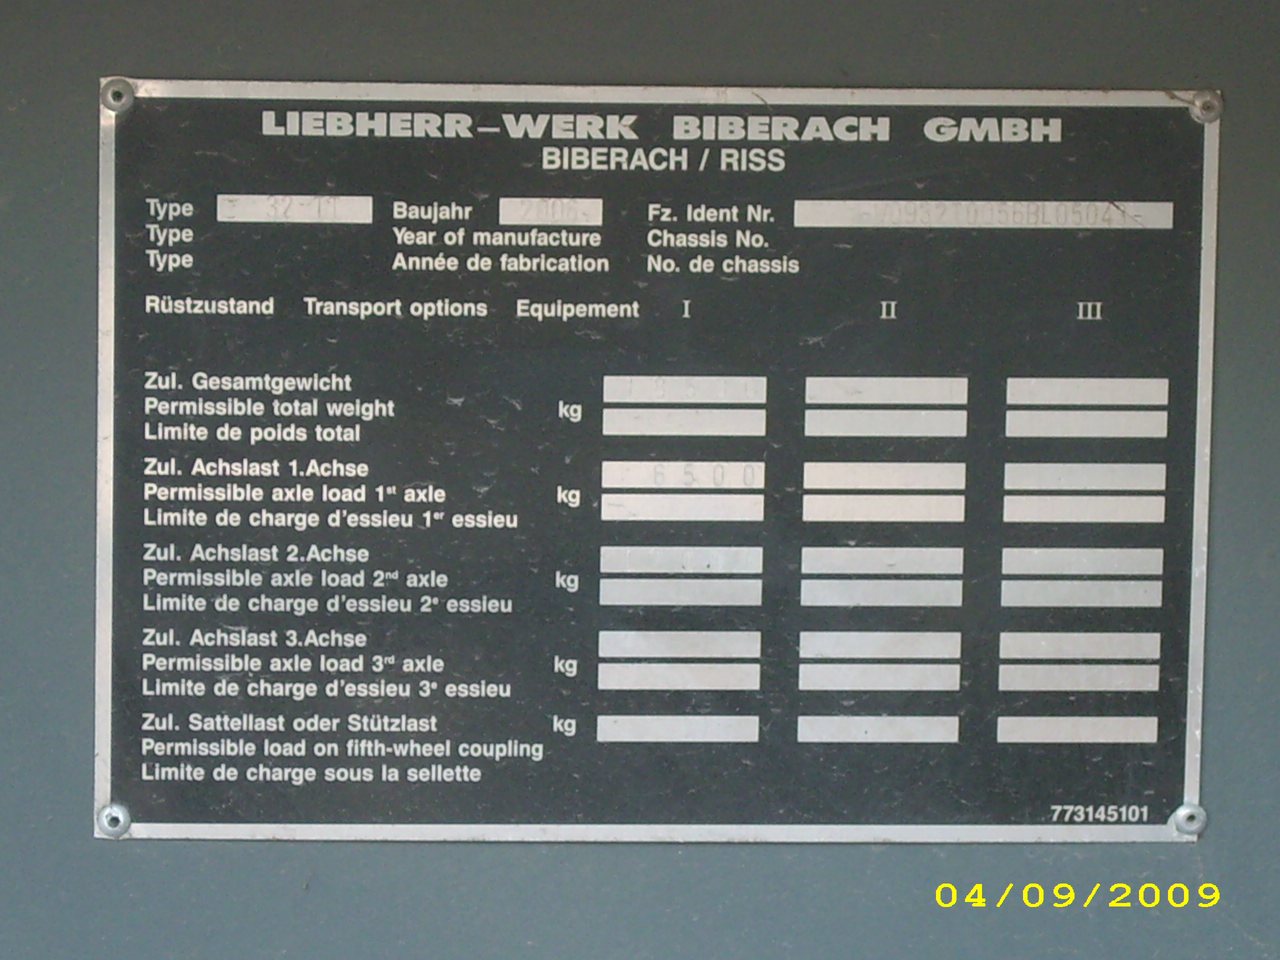 LIEBHERR-WERK BIBERACH GMBH
BIBERACH / RISS
Type 32 Baujahr 2006 Fz. Ident Nr.
Type Year of manufacture Chassis No.
Type Année de fabrication No. de chassis
Rüstzustand Transport options Equipement I II III
Zul. Gesamtgewicht
Permissible total weight kg
Limite de poids total
Zul. Achslast 1.Achse 6500
Permissible axle load 1st axle kg
Limite de charge d'essieu 1er essieu
Zul. Achslast 2.Achse
Permissible axle load 2nd axle kg
Limite de charge d'essieu 2e essieu
Zul. Achslast 3.Achse
Permissible axle load 3rd axle kg
Limite de charge d'essieu 3e essieu
Zul. Sattellast oder Stützlast kg
Permissible load on fifth-wheel coupling
Limite de charge sous la sellette
773145101
04/09/2009